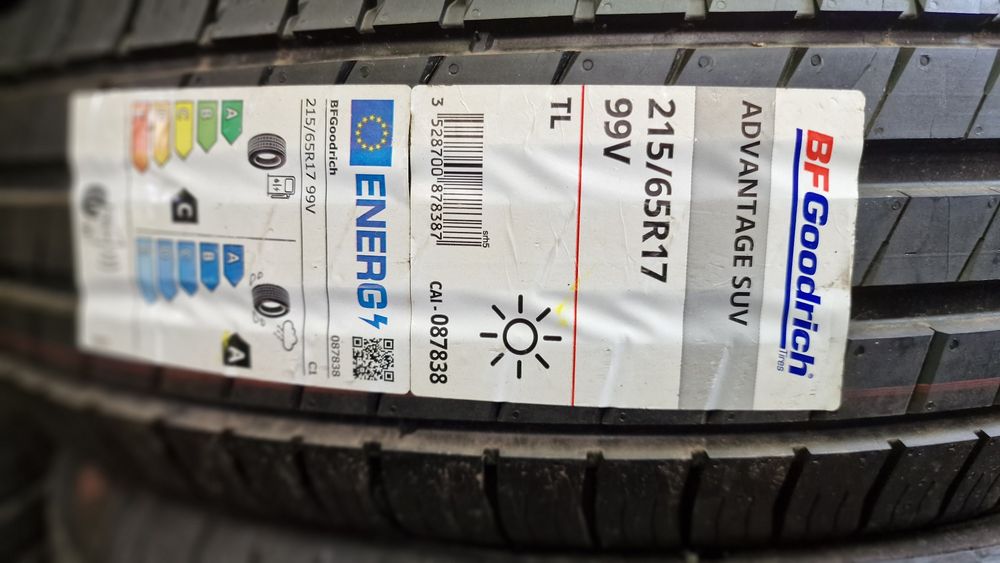 BFGoodrich®
Tires
ADVANTAGE SUV
215/65R17
99V
TL
3 528700 878387
srh5
CAI - 087838
ENERG
BFGoodrich
087838
215/65R17 99V
C1
A
B
C
A
B
A